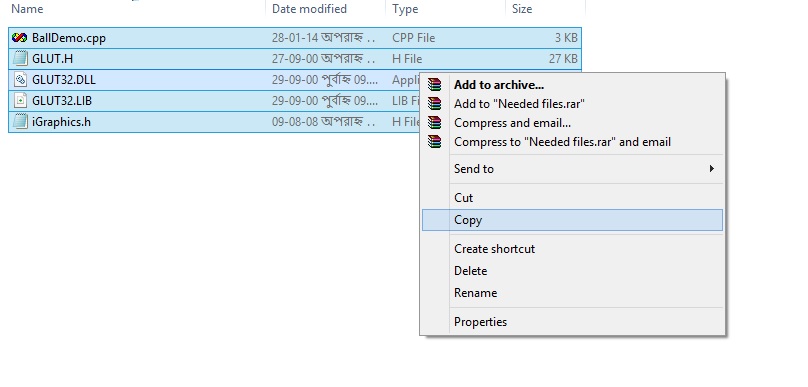 Name Date modified Type Size
BallDemo.cpp 28-01-14 অপরাহ্ন ... CPP File 3 KB
GLUT.H 27-09-00 অপরাহ্ন ... H File 27 KB
GLUT32.DLL 29-09-00 পূর্বাহ্ন 09.... Appli
GLUT32.LIB 29-09-00 পূর্বাহ্ন 09.... LIB Fi
iGraphics.h 09-08-08 অপরাহ্ন ... H File
Add to archive...
Add to "Needed files.rar"
Compress and email...
Compress to "Needed files.rar" and email
Send to
Cut
Copy
Create shortcut
Delete
Rename
Properties